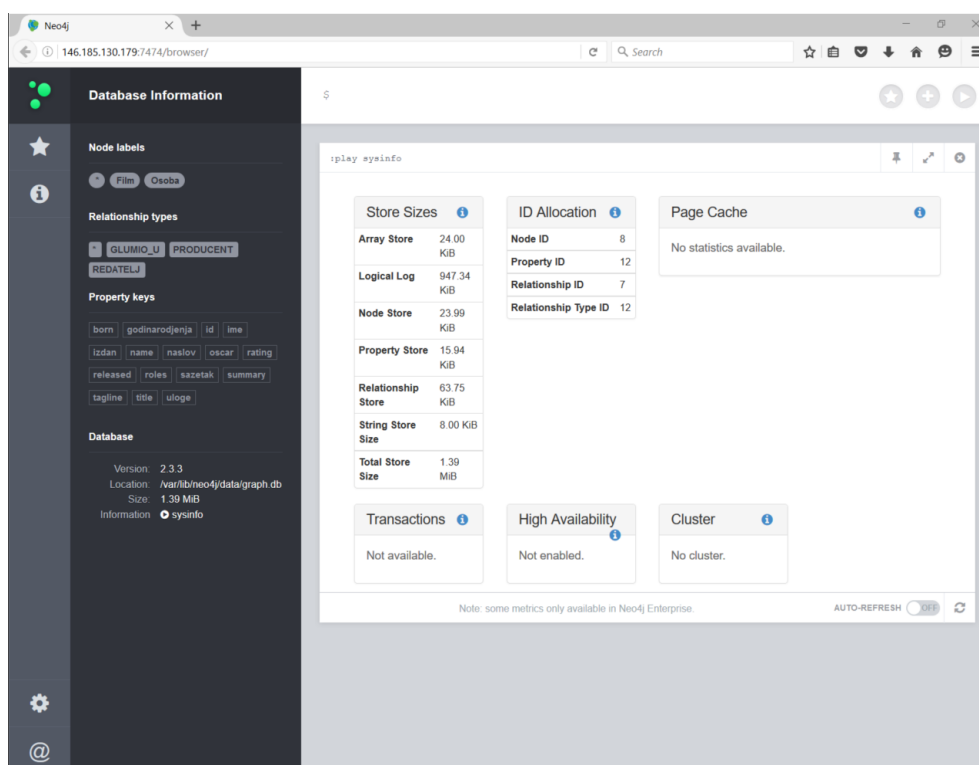 Neo4j
146.185.130.179:7474/browser/
Search
Database Information
$
Node labels
* Film Osoba
Relationship types
* GLUMIO_U PRODUCENT
REDATELJ
Property keys
born godinarodjenja id ime
izdan name naslov oscar rating
released roles sazetak summary
tagline title uloge
Database
Version: 2.3.3
Location: /var/lib/neo4j/data/graph.db
Size: 1.39 MiB
Information sysinfo
@
:play sysinfo
Store Sizes
Array Store 24.00
KiB
Logical Log 947.34
KiB
Node Store 23.99
KiB
Property Store 15.94
KiB
Relationship 63.75
Store KiB
String Store 8.00 KiB
Size
Total Store 1.39
Size MiB
ID Allocation
Node ID 8
Property ID 12
Relationship ID 7
Relationship Type ID 12
Page Cache
No statistics available.
Transactions
Not available.
High Availability
Not enabled.
Cluster
No cluster.
Note: some metrics only available in Neo4j Enterprise.
AUTO-REFRESH OFF